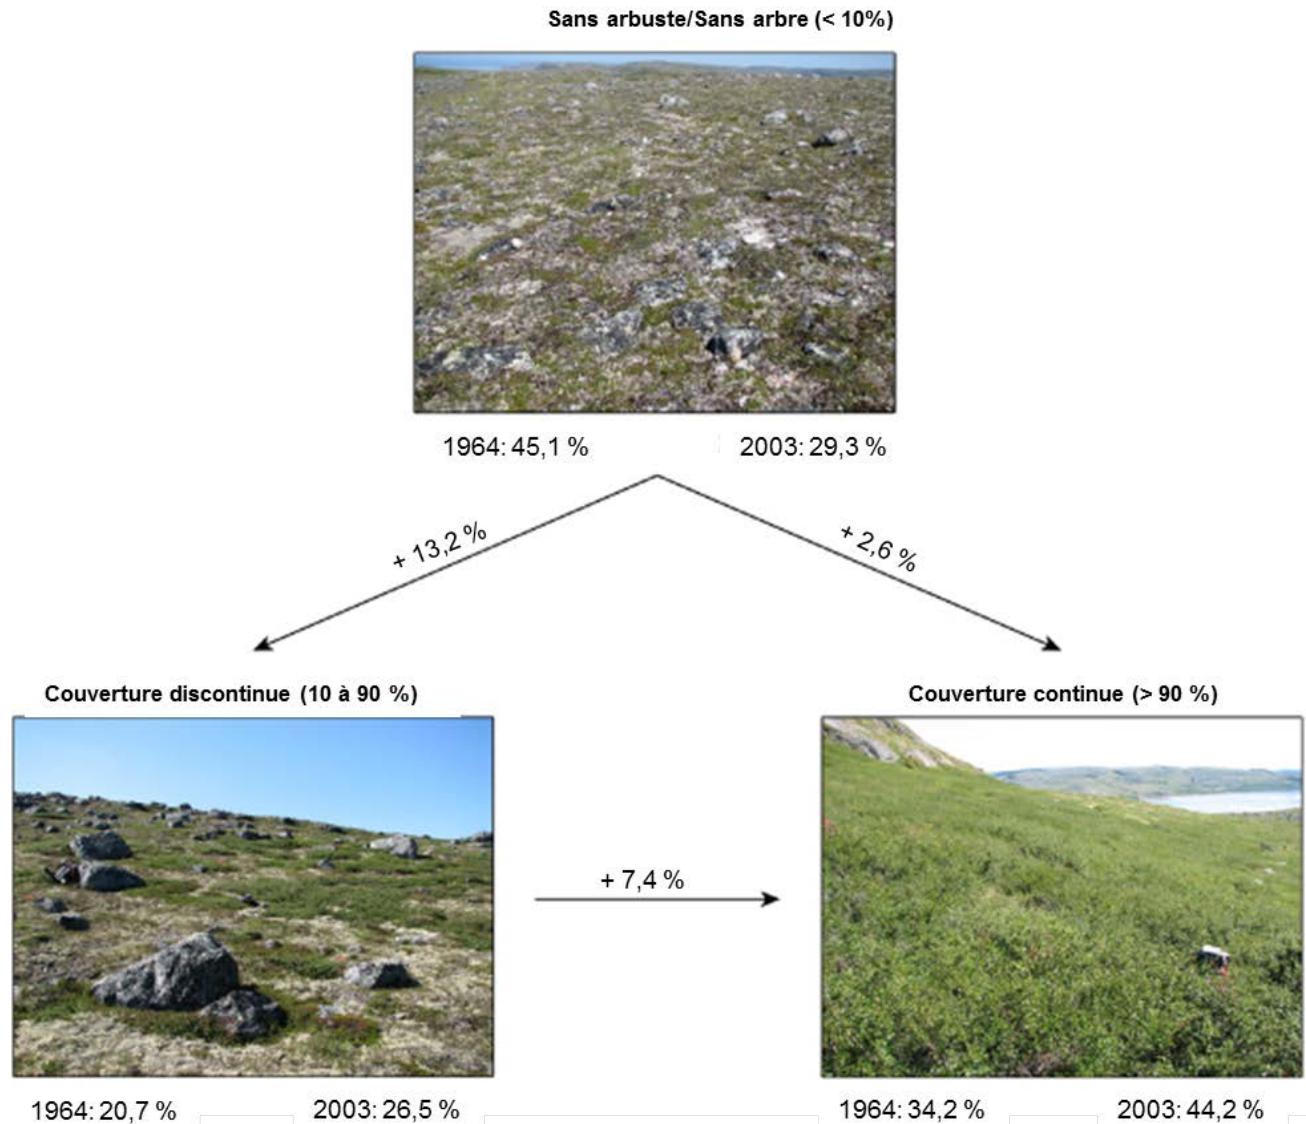 Sans arbuste/Sans arbre (< 10%)
1964: 45,1 % 2003: 29,3 %
+ 13,2 %
+ 2,6 %
Couverture discontinue (10 à 90 %)
Couverture continue (> 90 %)
+ 7,4 %
1964: 20,7 % 2003: 26,5 %
1964: 34,2 % 2003: 44,2 %